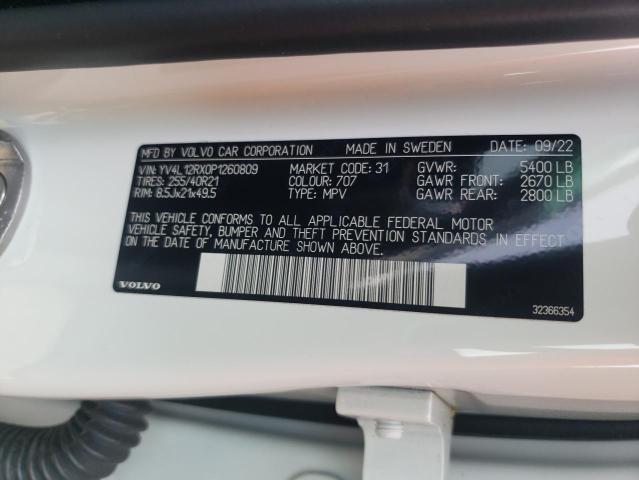 MFD BY VOLVO CAR CORPORATION MADE IN SWEDEN DATE: 09/22
VIN: YV4L12RX0P1260809 MARKET CODE: 31 GVWR: 5400 LB
TIRES: 255/40R21 COLOUR: 707 GAWR FRONT: 2670 LB
RIM: 8.5Jx21x49.5 TYPE: MPV GAWR REAR: 2800 LB
THIS VEHICLE CONFORMS TO ALL APPLICABLE FEDERAL MOTOR
VEHICLE SAFETY, BUMPER AND THEFT PREVENTION STANDARDS IN EFFECT
ON THE DATE OF MANUFACTURE SHOWN ABOVE.
VOLVO 32366354